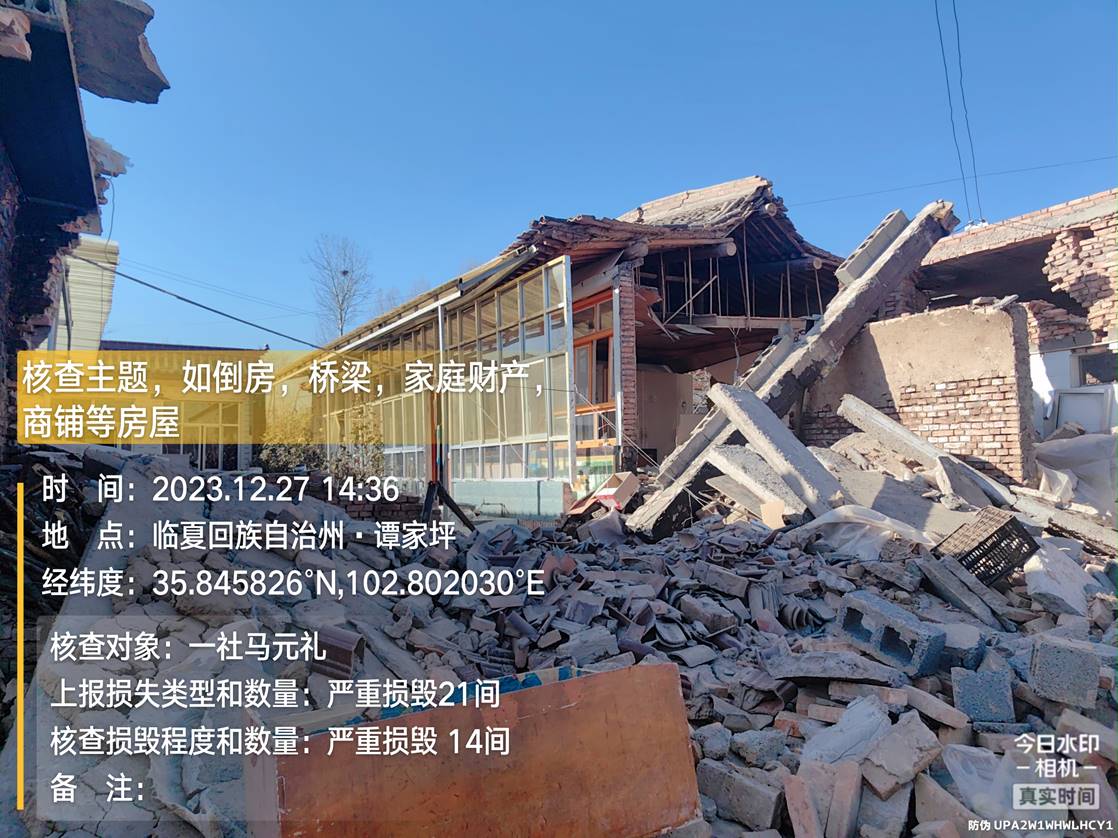 核查主题，如倒房，桥梁，家庭财产，
商铺等房屋
时 间：2023.12.27 14:36
地 点：临夏回族自治州·谭家坪
经纬度：35.845826°N,102.802030°E
核查对象：一社马元礼
上报损失类型和数量：严重损毁21间
核查损毁程度和数量：严重损毁 14间
备 注：
今日水印
-相机-
真实时间
防伪 UPA2W1WHWLHCY1